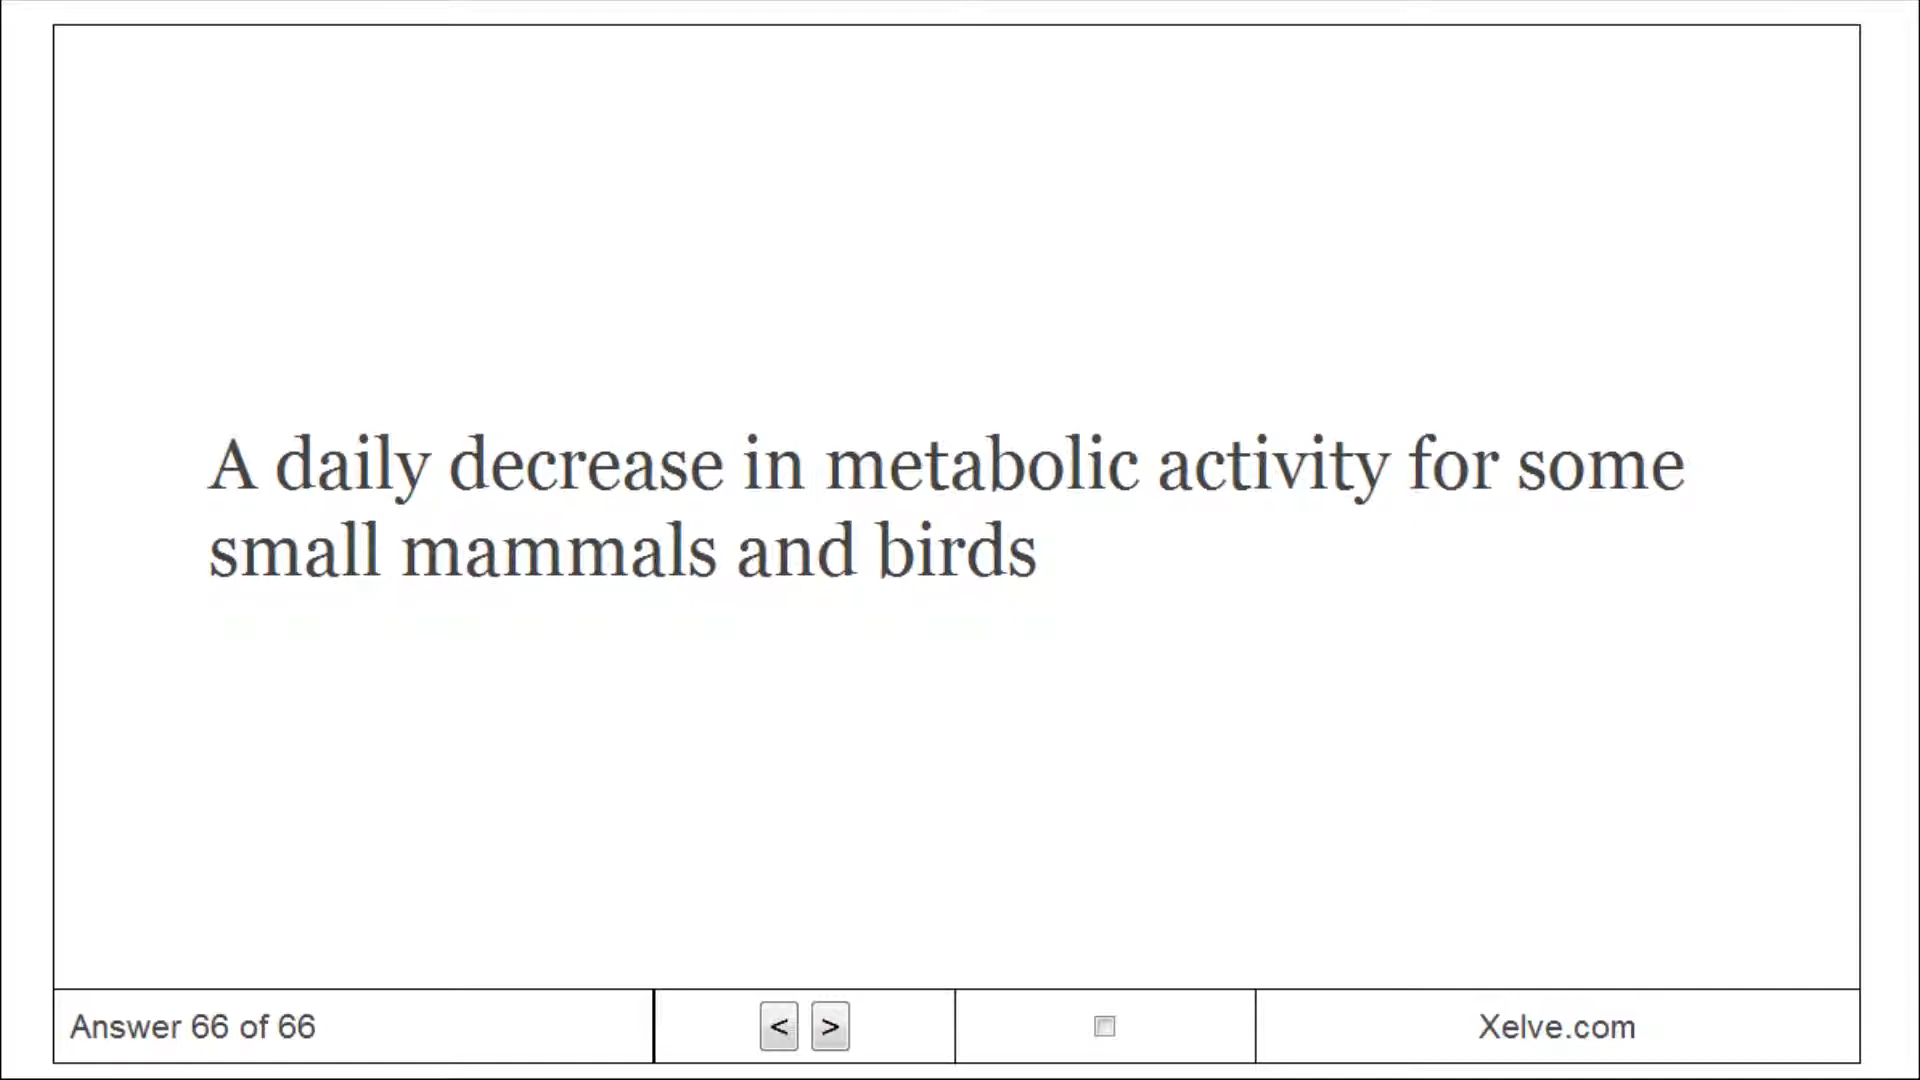 A daily decrease in metabolic activity for some
small mammals and birds
Answer 66 of 66
<
>
Xelve.com